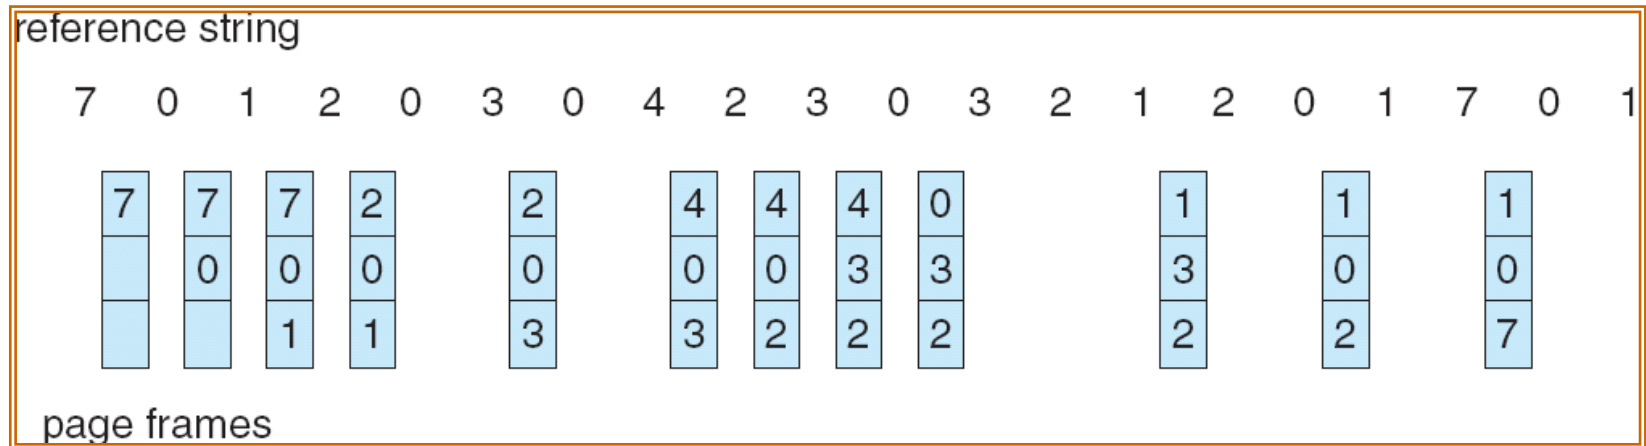 reference string
7 0 1 2 0 3 0 4 2 3 0 3 2 1 2 0 1 7 0 1
7 7 7 2 2 4 4 4 0 1 1 1
0 0 0 0 0 0 3 3 3 0 0
1 1 3 3 2 2 2 2 2 7
page frames